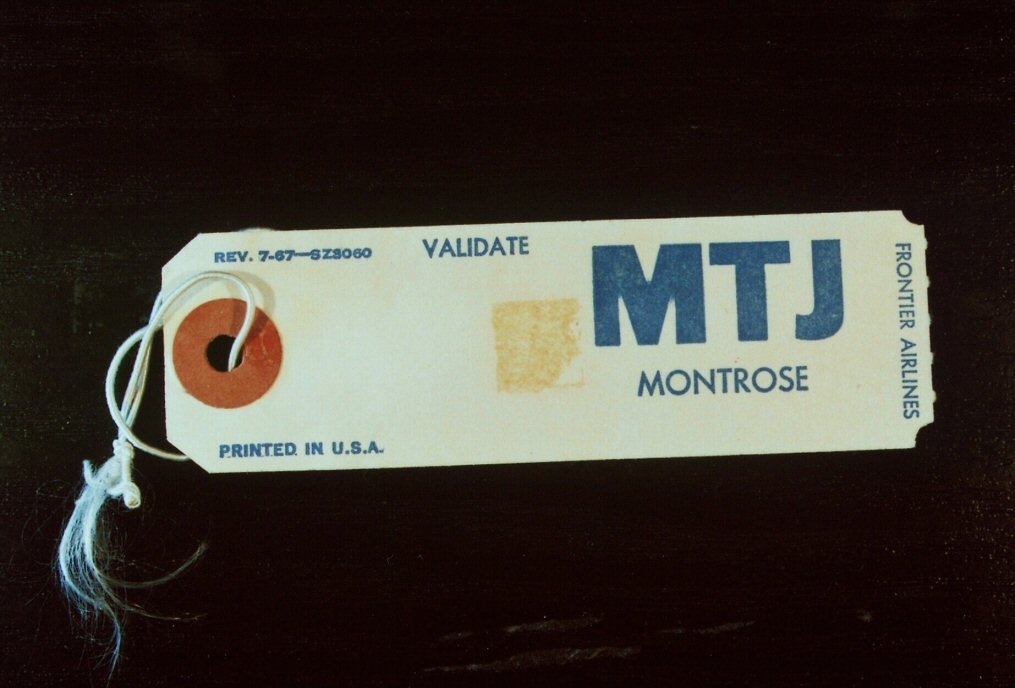 REV. 7-67—SZ3060
VALIDATE
MTJ
MONTROSE
FRONTIER AIRLINES
PRINTED IN U.S.A.